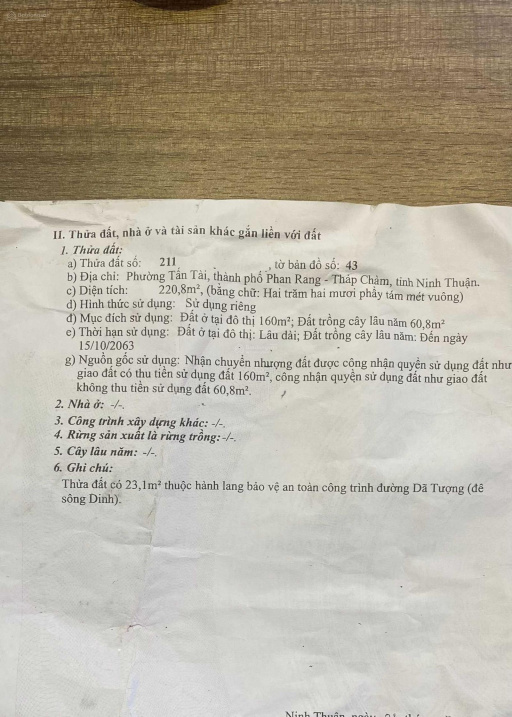 II. Thửa đất, nhà ở và tài sản khác gắn liền với đất
1. Thửa đất:
a) Thửa đất số: 211 , tờ bản đồ số: 43
b) Địa chỉ: Phường Tấn Tài, thành phố Phan Rang - Tháp Chàm, tỉnh Ninh Thuận.
c) Diện tích: 220,8m², (bằng chữ: Hai trăm hai mươi phẩy tám mét vuông)
d) Hình thức sử dụng: Sử dụng riêng
đ) Mục đích sử dụng: Đất ở tại đô thị 160m²; Đất trồng cây lâu năm 60,8m²
e) Thời hạn sử dụng: Đất ở tại đô thị: Lâu dài; Đất trồng cây lâu năm: Đến ngày
15/10/2063
g) Nguồn gốc sử dụng: Nhận chuyển nhượng đất được công nhận quyền sử dụng đất như
giao đất có thu tiền sử dụng đất 160m², công nhận quyền sử dụng đất như giao đất
không thu tiền sử dụng đất 60,8m².
2. Nhà ở: -/-.
3. Công trình xây dựng khác: -/-.
4. Rừng sản xuất là rừng trồng: -/-.
5. Cây lâu năm: -/-.
6. Ghi chú:
Thửa đất có 23,1m² thuộc hành lang bảo vệ an toàn công trình đường Dã Tượng (đê
sông Dinh).
Ninh Thuận, ngày